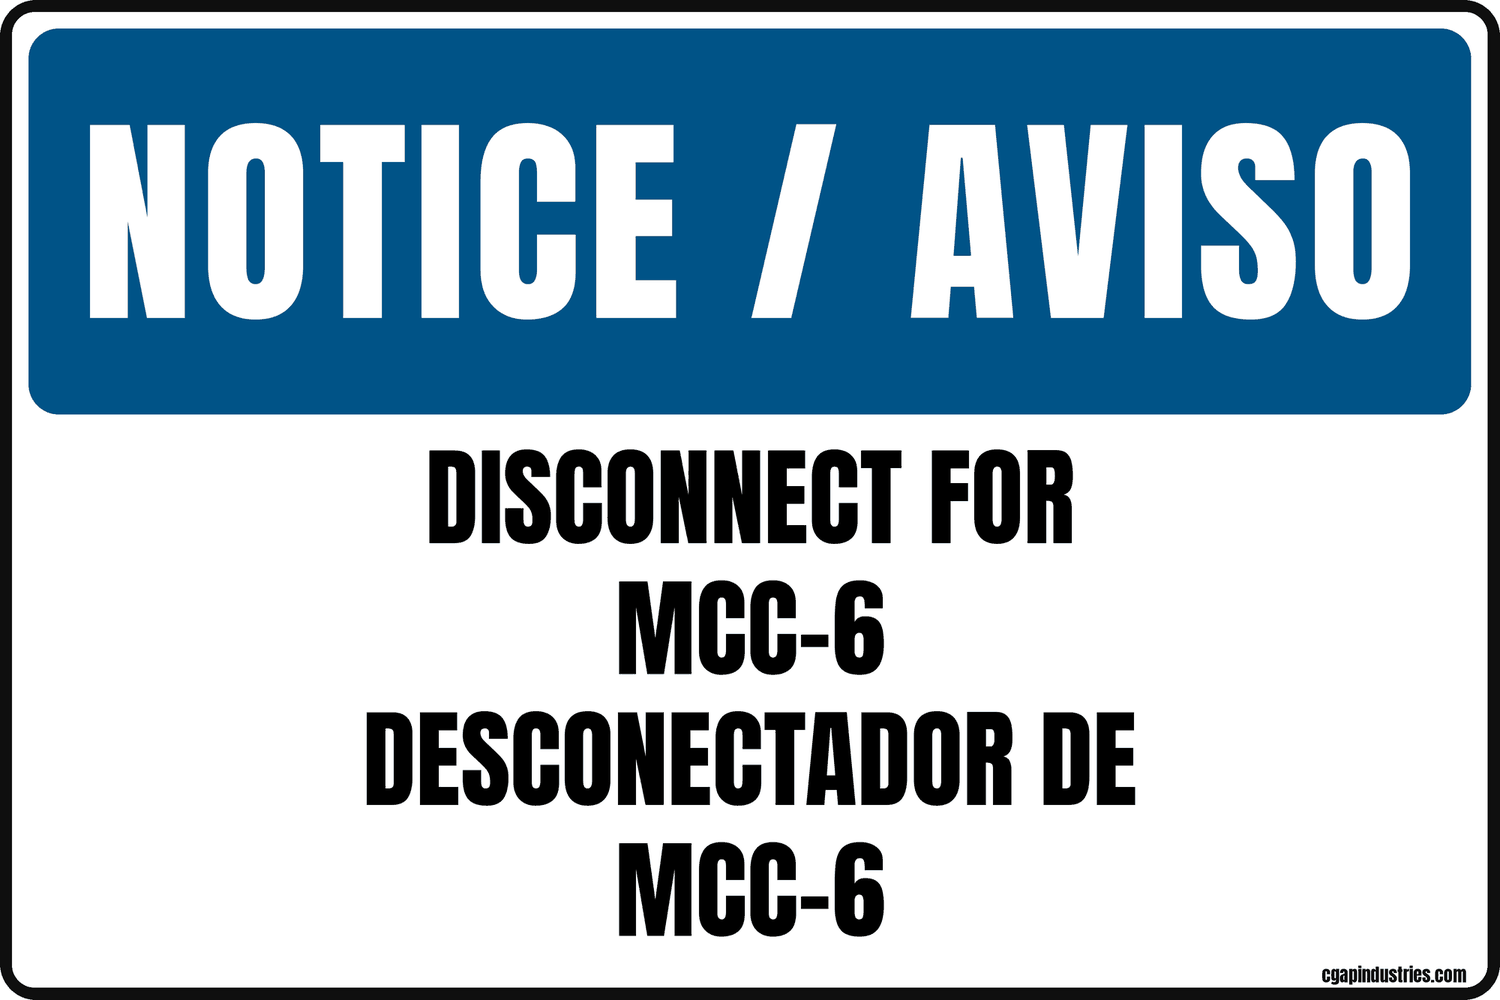 NOTICE / AVISO
DISCONNECT FOR
MCC-6
DESCONECTADOR DE
MCC-6
cgapindustries.com